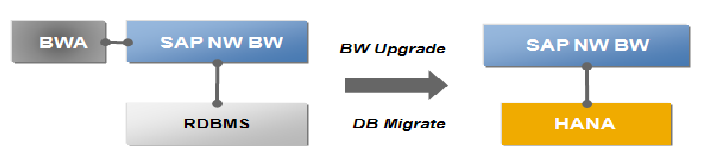 BWA
SAP NW BW
RDBMS
BW Upgrade
DB Migrate
SAP NW BW
HANA